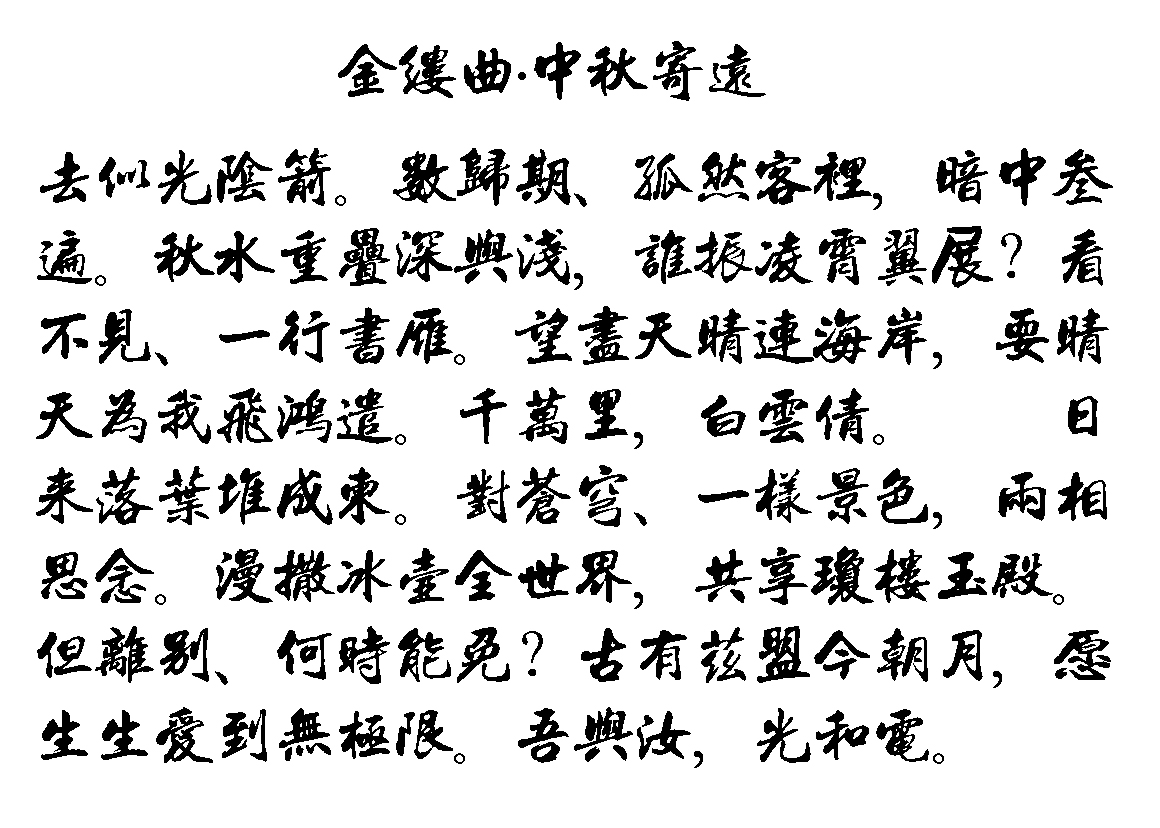 金縷曲·中秋寄遠
去似光陰箭。數歸期、孤然客裡，暗中叁
遍。秋水重疊深與淺，誰振凌霄翼展？看
不見、一行書雁。望盡天晴連海岸，要晴
天為我飛鴻遣。千萬里，白雲倩。　　　日
来落葉堆成東。對蒼穹、一樣景色，兩相
思念。漫撒冰壺全世界，共享瓊樓玉殿。
但離別、何時能免？古有茲盟今朝月，愿
生生愛到無極限。吾與汝，光和電。